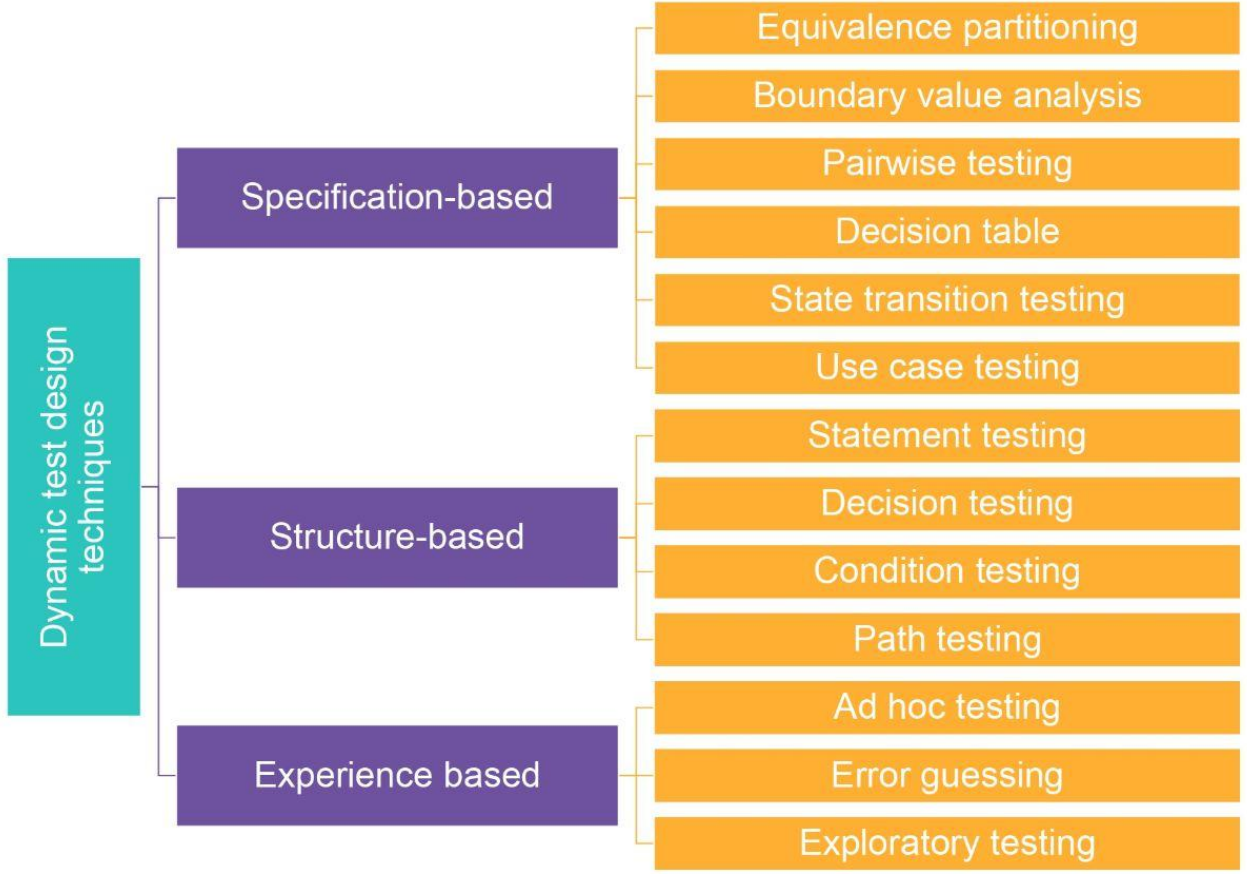 Dynamic test design
techniques
Specification-based
Equivalence partitioning
Boundary value analysis
Pairwise testing
Decision table
State transition testing
Use case testing
Structure-based
Statement testing
Decision testing
Condition testing
Path testing
Experience based
Ad hoc testing
Error guessing
Exploratory testing